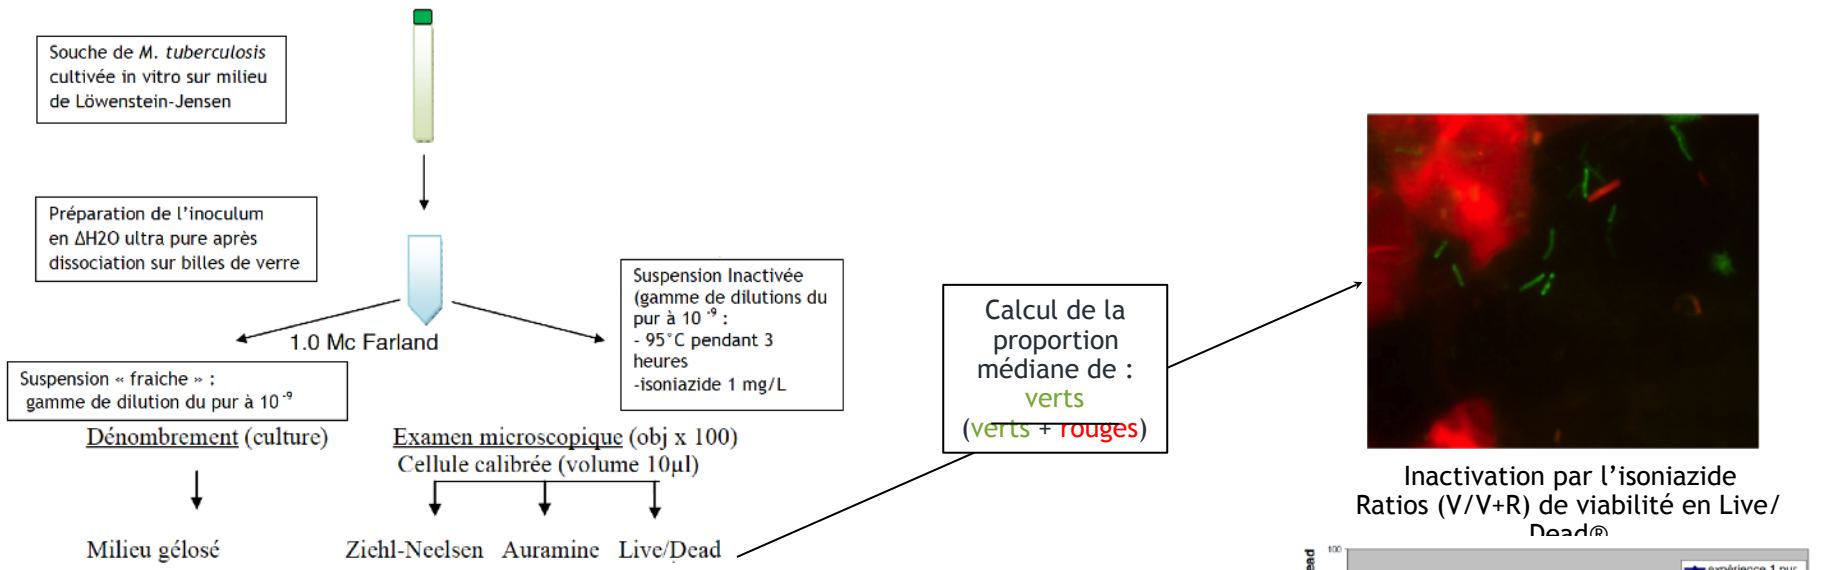 Souche de M. tuberculosis
cultivée in vitro sur milieu
de Löwenstein-Jensen
Préparation de l'inoculum
en ΔH2O ultra pure après
dissociation sur billes de verre
1.0 Mc Farland
Suspension Inactivée
(gamme de dilutions du
pur à 10 -9 :
- 95°C pendant 3
heures
-isoniazide 1 mg/L
Suspension « fraiche » :
gamme de dilution du pur à 10 -9
Dénombrement (culture)
Milieu gélosé
Examen microscopique (obj x 100)
Cellule calibrée (volume 10µl)
Ziehl-Neelsen Auramine Live/Dead
Calcul de la
proportion
médiane de :
verts
(verts + rouges)
Inactivation par l'isoniazide
Ratios (V/V+R) de viabilité en Live/
Dead®
100
expérience 1 pur